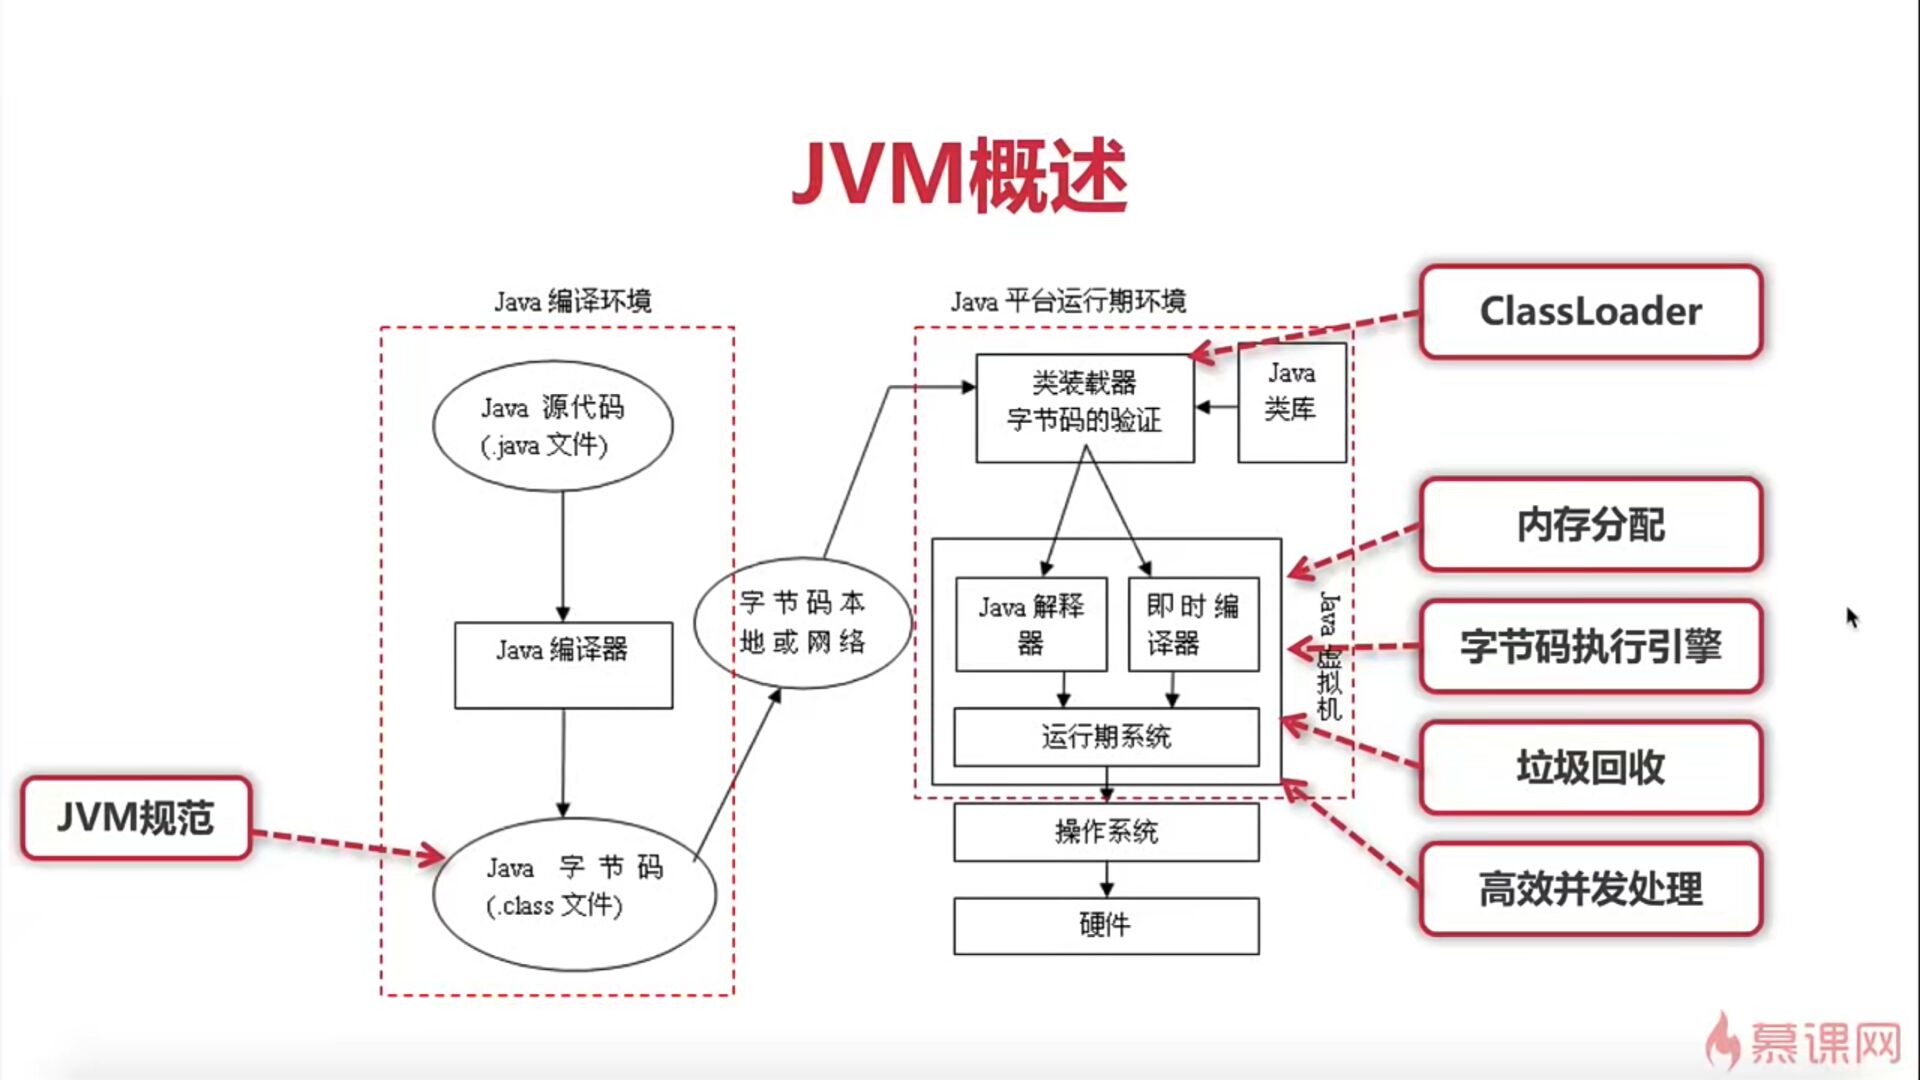 JVM概述
Java 编译环境
Java 源代码
(.java 文件)
Java 编译器
Java 字 节 码
(.class 文件)
JVM规范
字 节 码 本
地 或 网 络
Java 平台运行期环境
类装载器
字节码的验证
Java
类库
Java 解释
器
即 时 编
译器
运行期系统
Java 虚拟机
操作系统
硬件
ClassLoader
内存分配
字节码执行引擎
垃圾回收
高效并发处理
慕课网